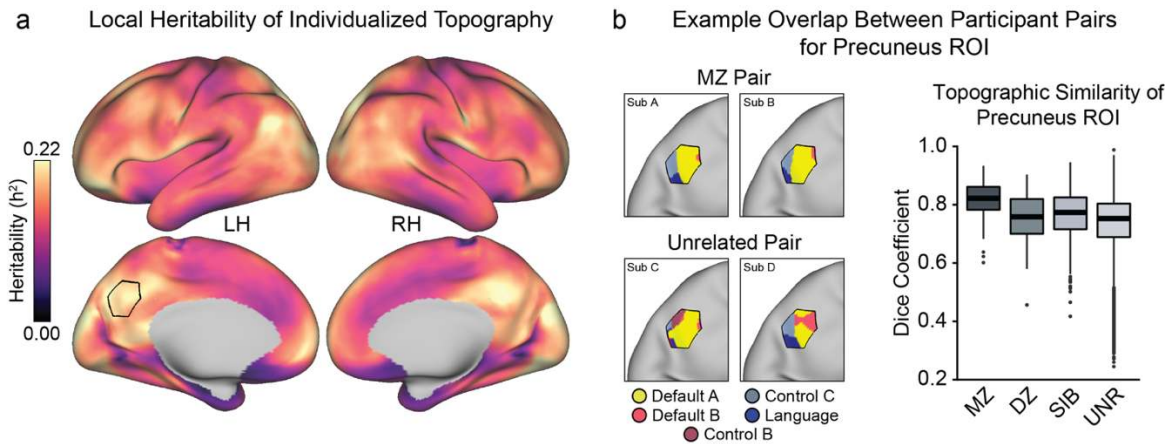 a
Local Heritability of Individualized Topography
0.22
Heritability (h²)
0.00
LH
RH
b
Example Overlap Between Participant Pairs
for Precuneus ROI
MZ Pair
Sub A
Sub B
Unrelated Pair
Sub C
Sub D
Default A
Control C
Default B
Language
Control B
Topographic Similarity of
Precuneus ROI
Dice Coefficient
1.0
0.8
0.6
0.4
0.2
MZ
DZ
SIB
UNR